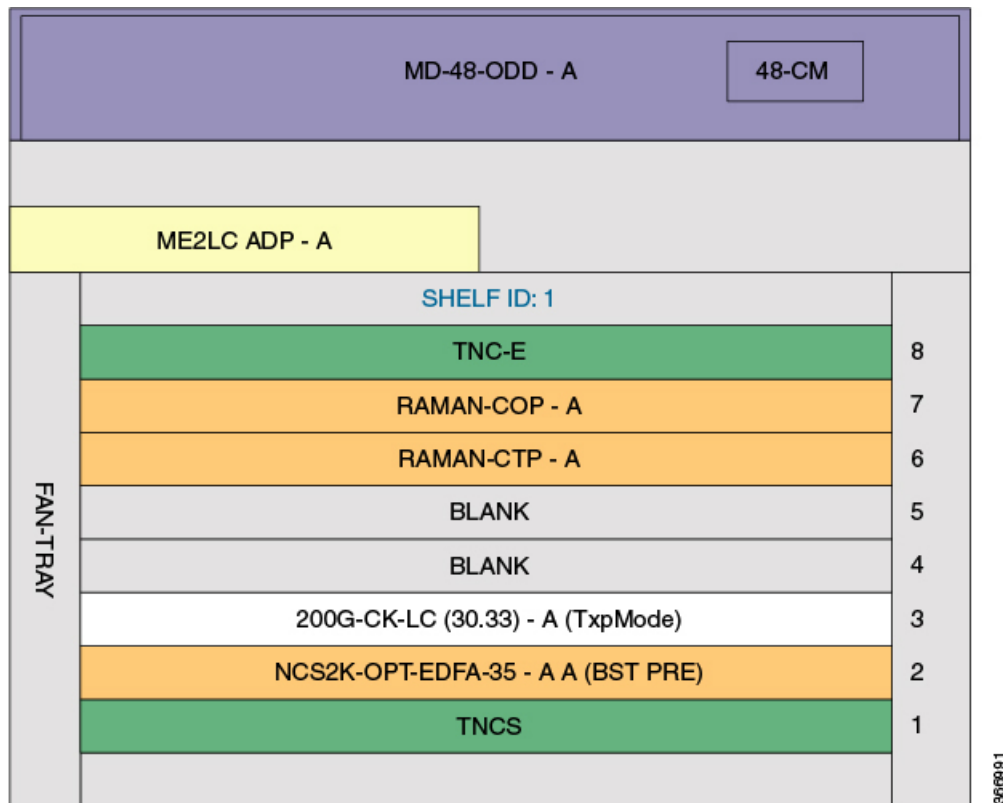 MD-48-ODD - A
48-CM
ME2LC ADP - A
SHELF ID: 1
TNC-E 8
RAMAN-COP - A 7
RAMAN-CTP - A 6
BLANK 5
BLANK 4
200G-CK-LC (30.33) - A (TxpMode) 3
NCS2K-OPT-EDFA-35 - A A (BST PRE) 2
TNCS 1
FAN-TRAY
366991